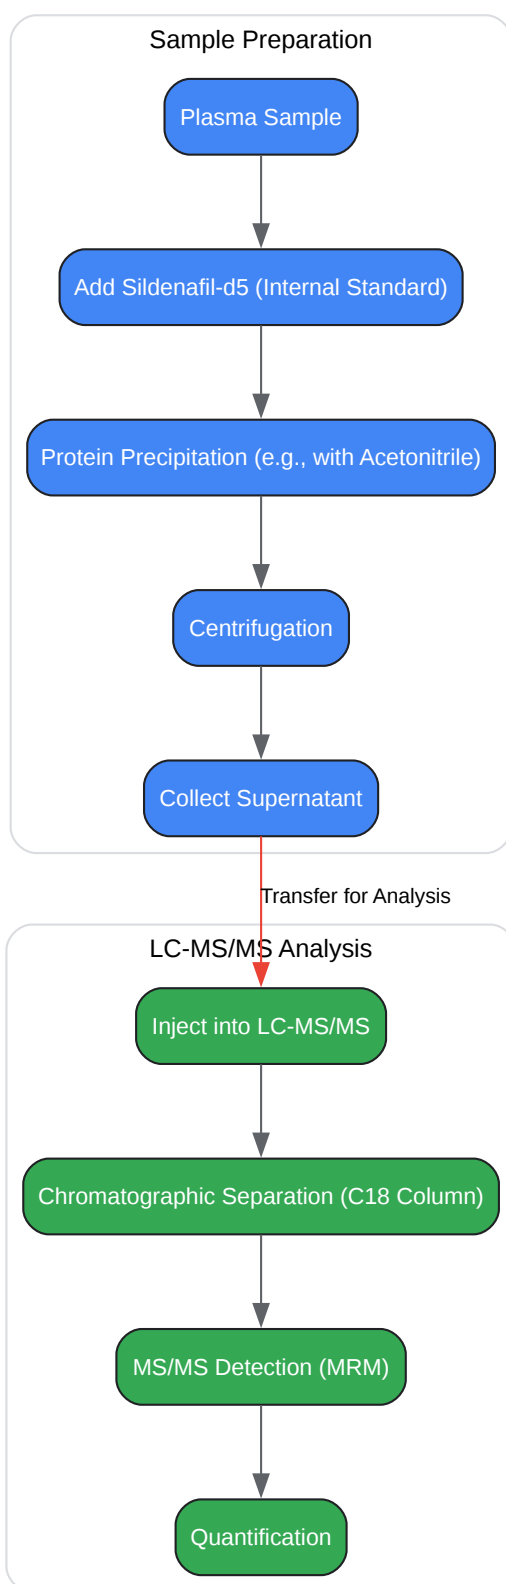 Sample Preparation
Plasma Sample
Add Sildenafil-d5 (Internal Standard)
Protein Precipitation (e.g., with Acetonitrile)
Centrifugation
Collect Supernatant
Transfer for Analysis
LC-MS/MS Analysis
Inject into LC-MS/MS
Chromatographic Separation (C18 Column)
MS/MS Detection (MRM)
Quantification